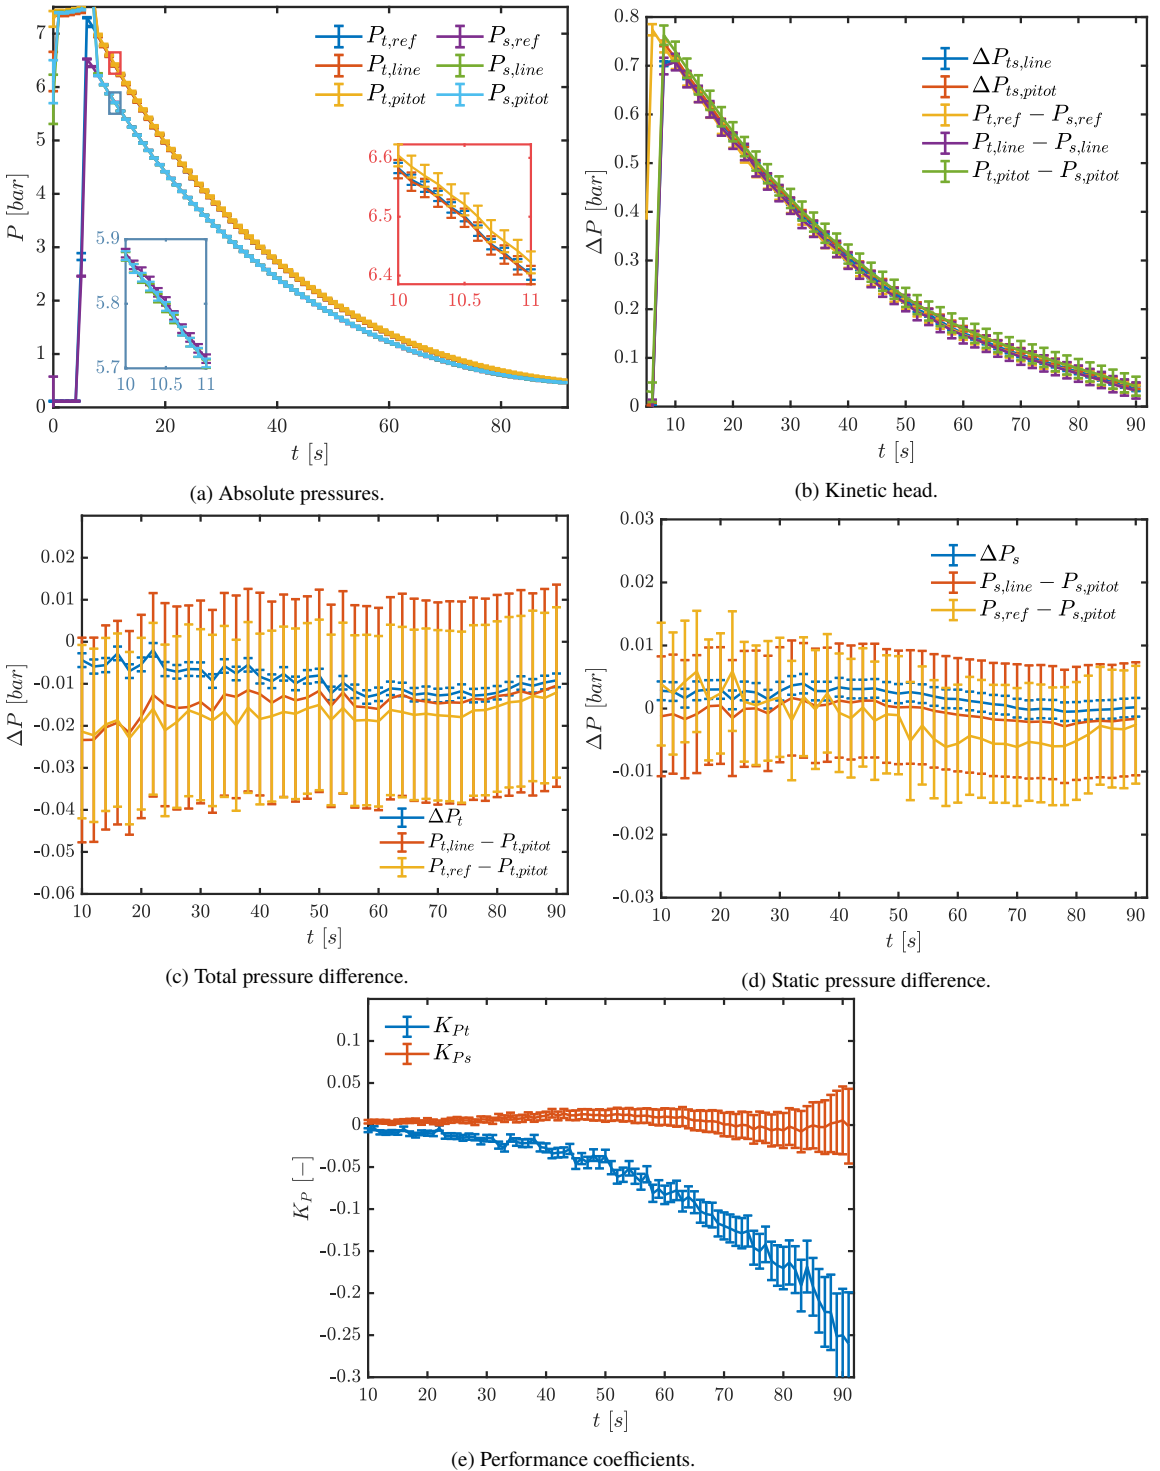 7
6
5
4
3
2
1
0
P [bar]
P_{t,ref}
P_{t,line}
P_{t,pitot}
P_{s,ref}
P_{s,line}
P_{s,pitot}
6.6
6.5
6.4
10 10.5 11
5.9
5.8
5.7
10 10.5 11
0 20 40 60 80
t [s]
(a) Absolute pressures.
0.8
0.7
0.6
0.5
0.4
0.3
0.2
0.1
0
ΔP [bar]
ΔP_{ts,line}
ΔP_{ts,pitot}
P_{t,ref} − P_{s,ref}
P_{t,line} − P_{s,line}
P_{t,pitot} − P_{s,pitot}
10 20 30 40 50 60 70 80 90
t [s]
(b) Kinetic head.
0.02
0.01
0
-0.01
-0.02
-0.03
-0.04
-0.05
-0.06
ΔP [bar]
ΔP_t
P_{t,line} − P_{t,pitot}
P_{t,ref} − P_{t,pitot}
10 20 30 40 50 60 70 80 90
t [s]
(c) Total pressure difference.
0.03
0.02
0.01
0
-0.01
-0.02
-0.03
ΔP [bar]
ΔP_s
P_{s,line} − P_{s,pitot}
P_{s,ref} − P_{s,pitot}
10 20 30 40 50 60 70 80 90
t [s]
(d) Static pressure difference.
0.1
0.05
0
-0.05
-0.1
-0.15
-0.2
-0.25
-0.3
K_P [−]
K_{Pt}
K_{Ps}
10 20 30 40 50 60 70 80 90
t [s]
(e) Performance coefficients.